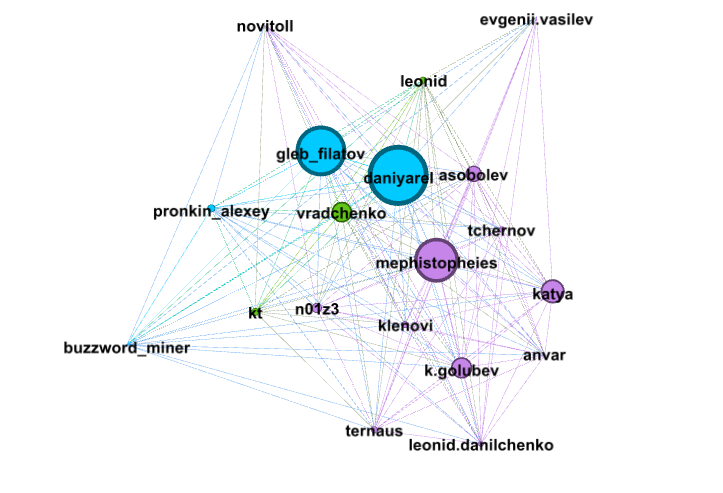 evgenii.vasilev
novitoll
leonid
gleb_filatov
daniyarel
asobolev
pronkin_alexey
vradchenko
tchernov
mephistopheies
katya
kt
n01z3
klenovi
buzzword_miner
anvar
k.golubev
ternaus
leonid.danilchenko